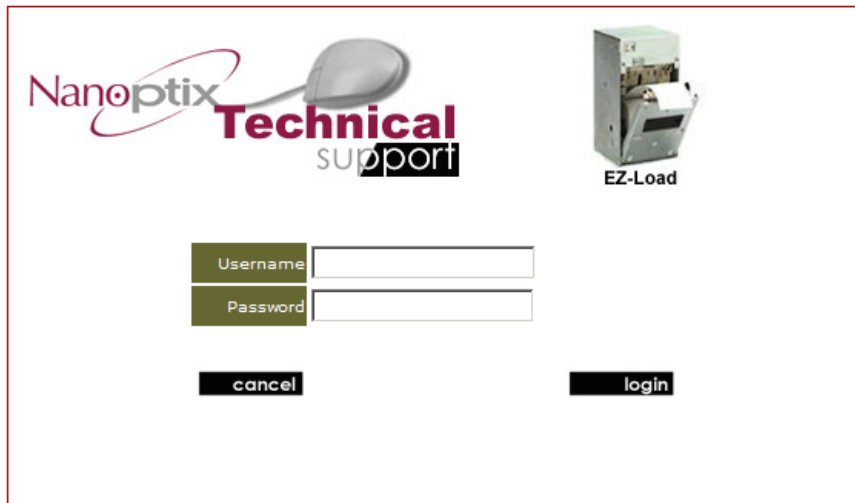 Nanoptix
Technical
support
EZ-Load
Username
Password
cancel
login